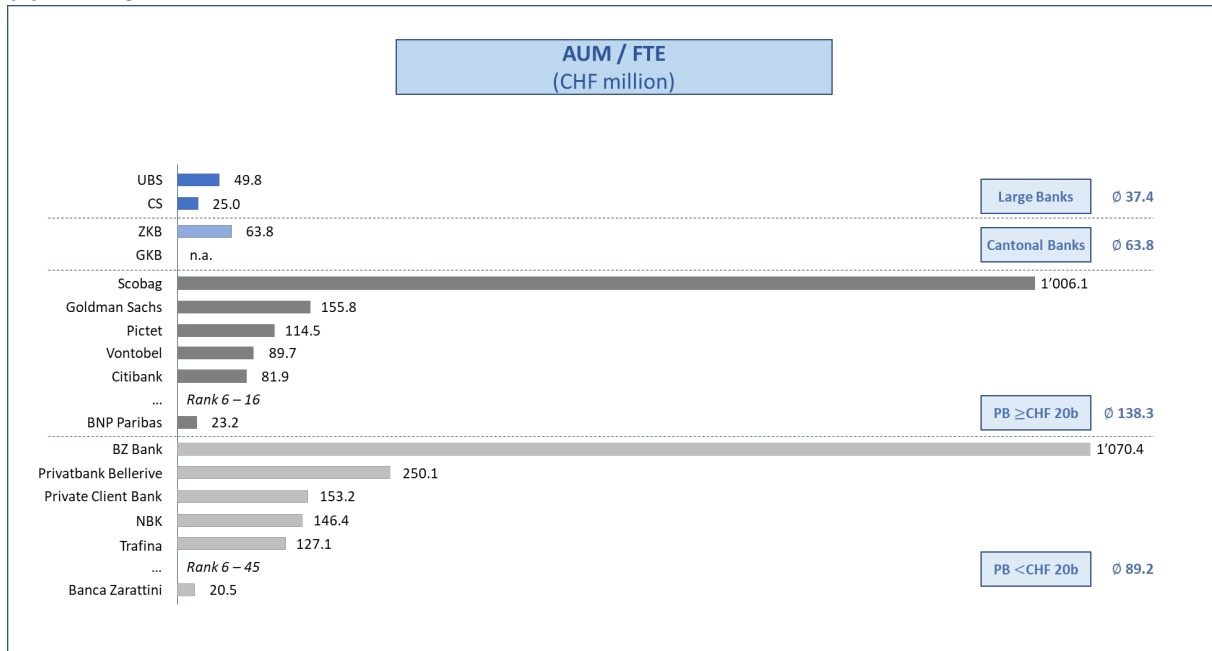 AUM / FTE
(CHF million)
UBS 49.8
Large Banks Ø 37.4
CS 25.0
ZKB 63.8
Cantonal Banks Ø 63.8
GKB n.a.
Scobag 1’006.1
Goldman Sachs 155.8
Pictet 114.5
Vontobel 89.7
Citibank 81.9
... Rank 6 – 16
PB ≥CHF 20b Ø 138.3
BNP Paribas 23.2
BZ Bank 1’070.4
Privatbank Bellerive 250.1
Private Client Bank 153.2
NBK 146.4
Trafina 127.1
... Rank 6 – 45
PB <CHF 20b Ø 89.2
Banca Zarattini 20.5